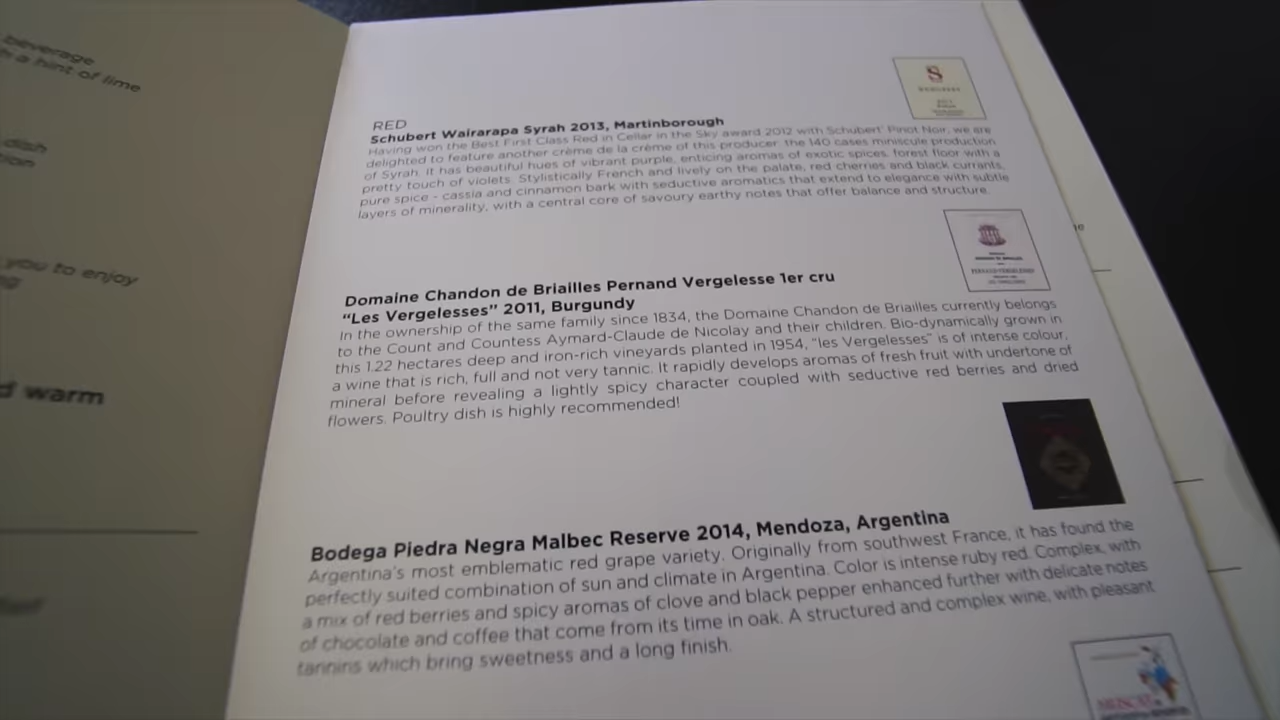 beverage
h a hint of lime
dish
you to enjoy
d warm
RED
Schubert Wairarapa Syrah 2013, Martinborough
Having won the Best First Class Red in Cellar in the Sky award 2012 with Schubert' Pinot Noir, we are
delighted to feature another crème de la crème of this producer: the 140 cases miniscule production
of Syrah. It has beautiful hues of vibrant purple, enticing aromas of exotic spices, forest floor with a
pretty touch of violets. Stylistically French and lively on the palate, red cherries and black currants,
pure spice - cassia and cinnamon bark with seductive aromatics that extend to elegance with subtle
layers of minerality, with a central core of savoury earthy notes that offer balance and structure.
Domaine Chandon de Briailles Pernand Vergelesse 1er cru
"Les Vergelesses" 2011, Burgundy
In the ownership of the same family since 1834, the Domaine Chandon de Briailles currently belongs
to the Count and Countess Aymard-Claude de Nicolay and their children. Bio-dynamically grown in
this 1.22 hectares deep and iron-rich vineyards planted in 1954, "les Vergelesses" is of intense colour,
a wine that is rich, full and not very tannic. It rapidly develops aromas of fresh fruit with undertone of
mineral before revealing a lightly spicy character coupled with seductive red berries and dried
flowers. Poultry dish is highly recommended!
Bodega Piedra Negra Malbec Reserve 2014, Mendoza, Argentina
Argentina's most emblematic red grape variety. Originally from southwest France, it has found the
perfectly suited combination of sun and climate in Argentina. Color is intense ruby red. Complex, with
a mix of red berries and spicy aromas of clove and black pepper enhanced further with delicate notes
of chocolate and coffee that come from its time in oak. A structured and complex wine, with pleasant
tannins which bring sweetness and a long finish.